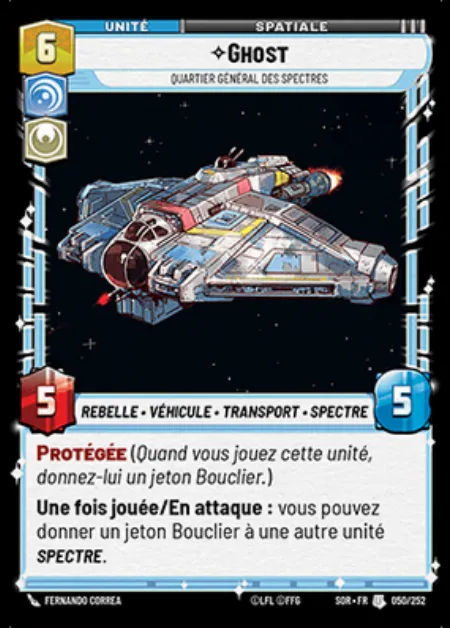 UNITÉ SPATIALE
6
✧GHOST
QUARTIER GÉNÉRAL DES SPECTRES
5
REBELLE • VÉHICULE • TRANSPORT • SPECTRE
5
PROTÉGÉE (Quand vous jouez cette unité,
donnez-lui un jeton Bouclier.)
Une fois jouée/En attaque : vous pouvez
donner un jeton Bouclier à une autre unité
SPECTRE.
FERNANDO CORREA ©LFL ©FFG SOR • FR U 050/252